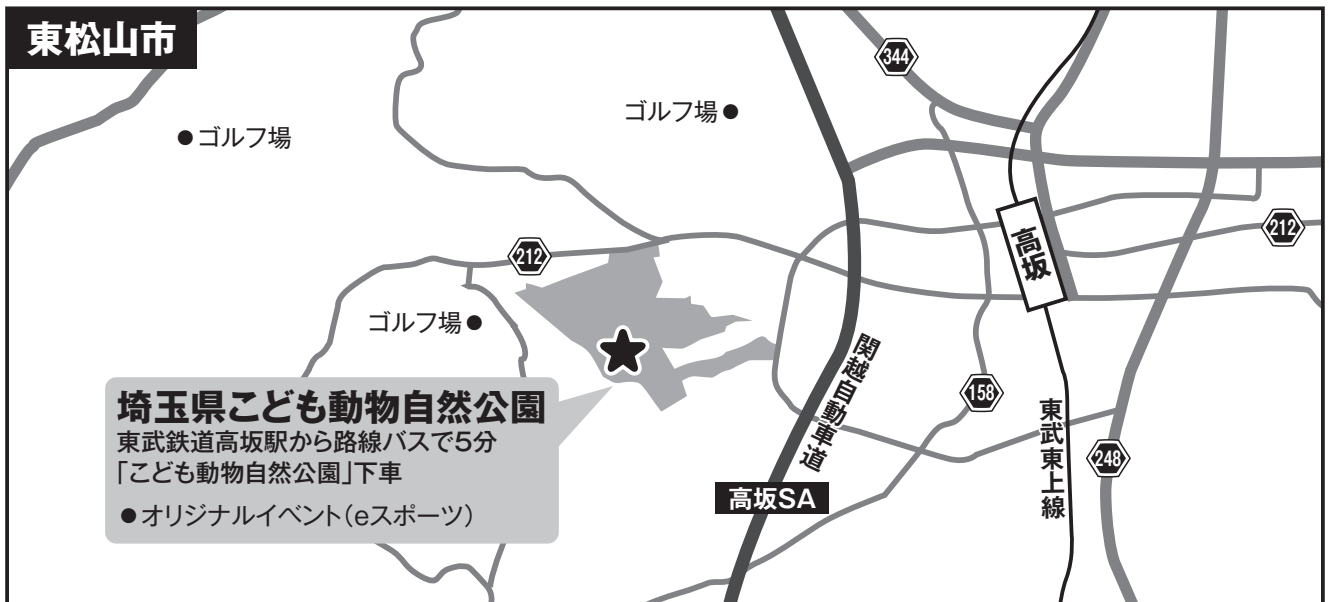 東松山市
344
ゴルフ場
ゴルフ場
212
212
高坂
ゴルフ場
関越自動車道
158
東武東上線
248
埼玉県こども動物自然公園
東武鉄道高坂駅から路線バスで5分
「こども動物自然公園」下車
●オリジナルイベント(eスポーツ)
高坂SA